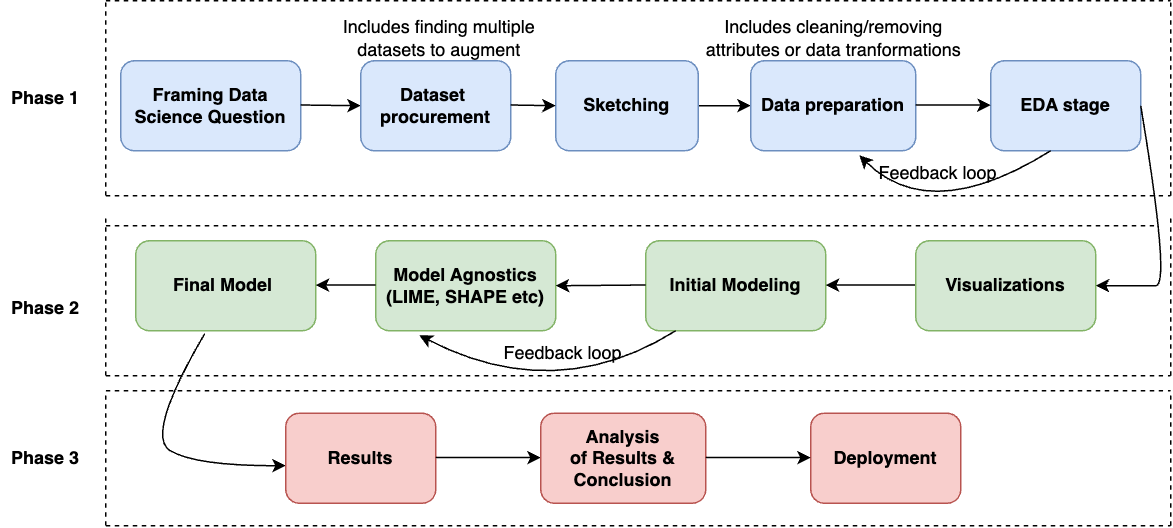 Includes finding multiple
datasets to augment
Includes cleaning/removing
attributes or data tranformations
Phase 1
Framing Data
Science Question
Dataset
procurement
Sketching
Data preparation
EDA stage
Feedback loop
Phase 2
Final Model
Model Agnostics
(LIME, SHAPE etc)
Initial Modeling
Visualizations
Feedback loop
Phase 3
Results
Analysis
of Results &
Conclusion
Deployment